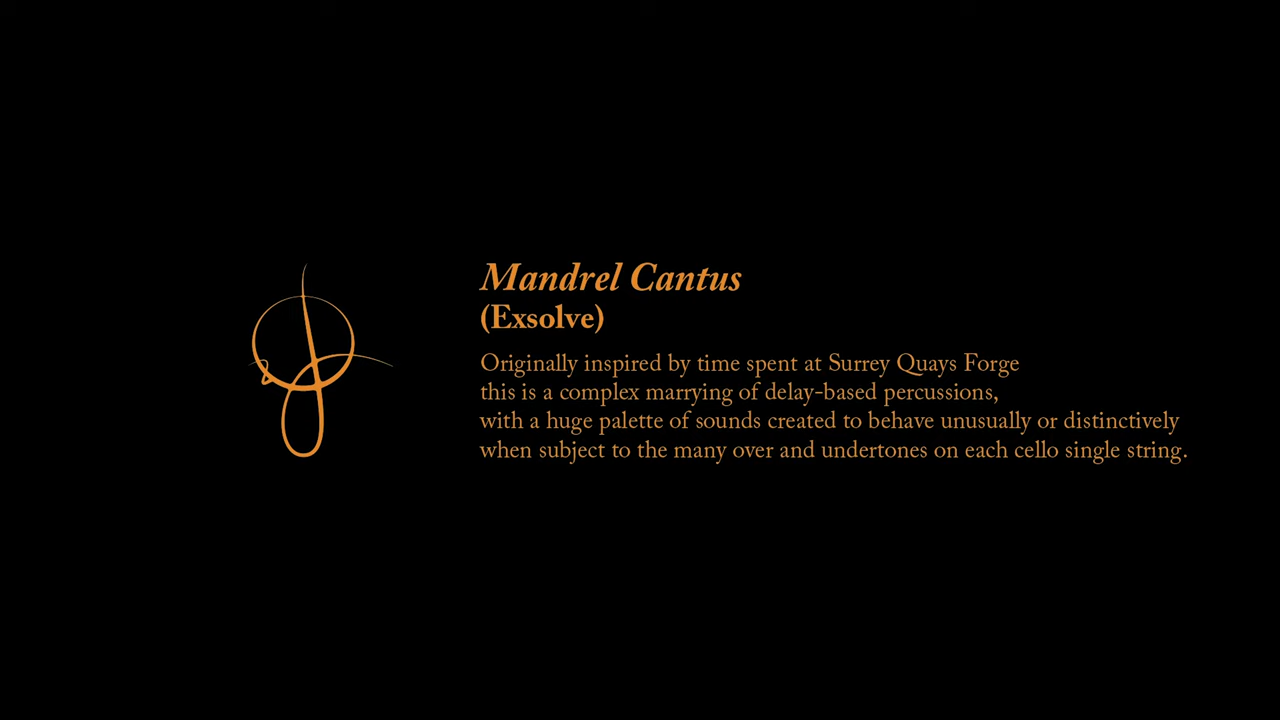 Mandrel Cantus
(Exsolve)
Originally inspired by time spent at Surrey Quays Forge
this is a complex marrying of delay-based percussions,
with a huge palette of sounds created to behave unusually or distinctively
when subject to the many over and undertones on each cello single string.